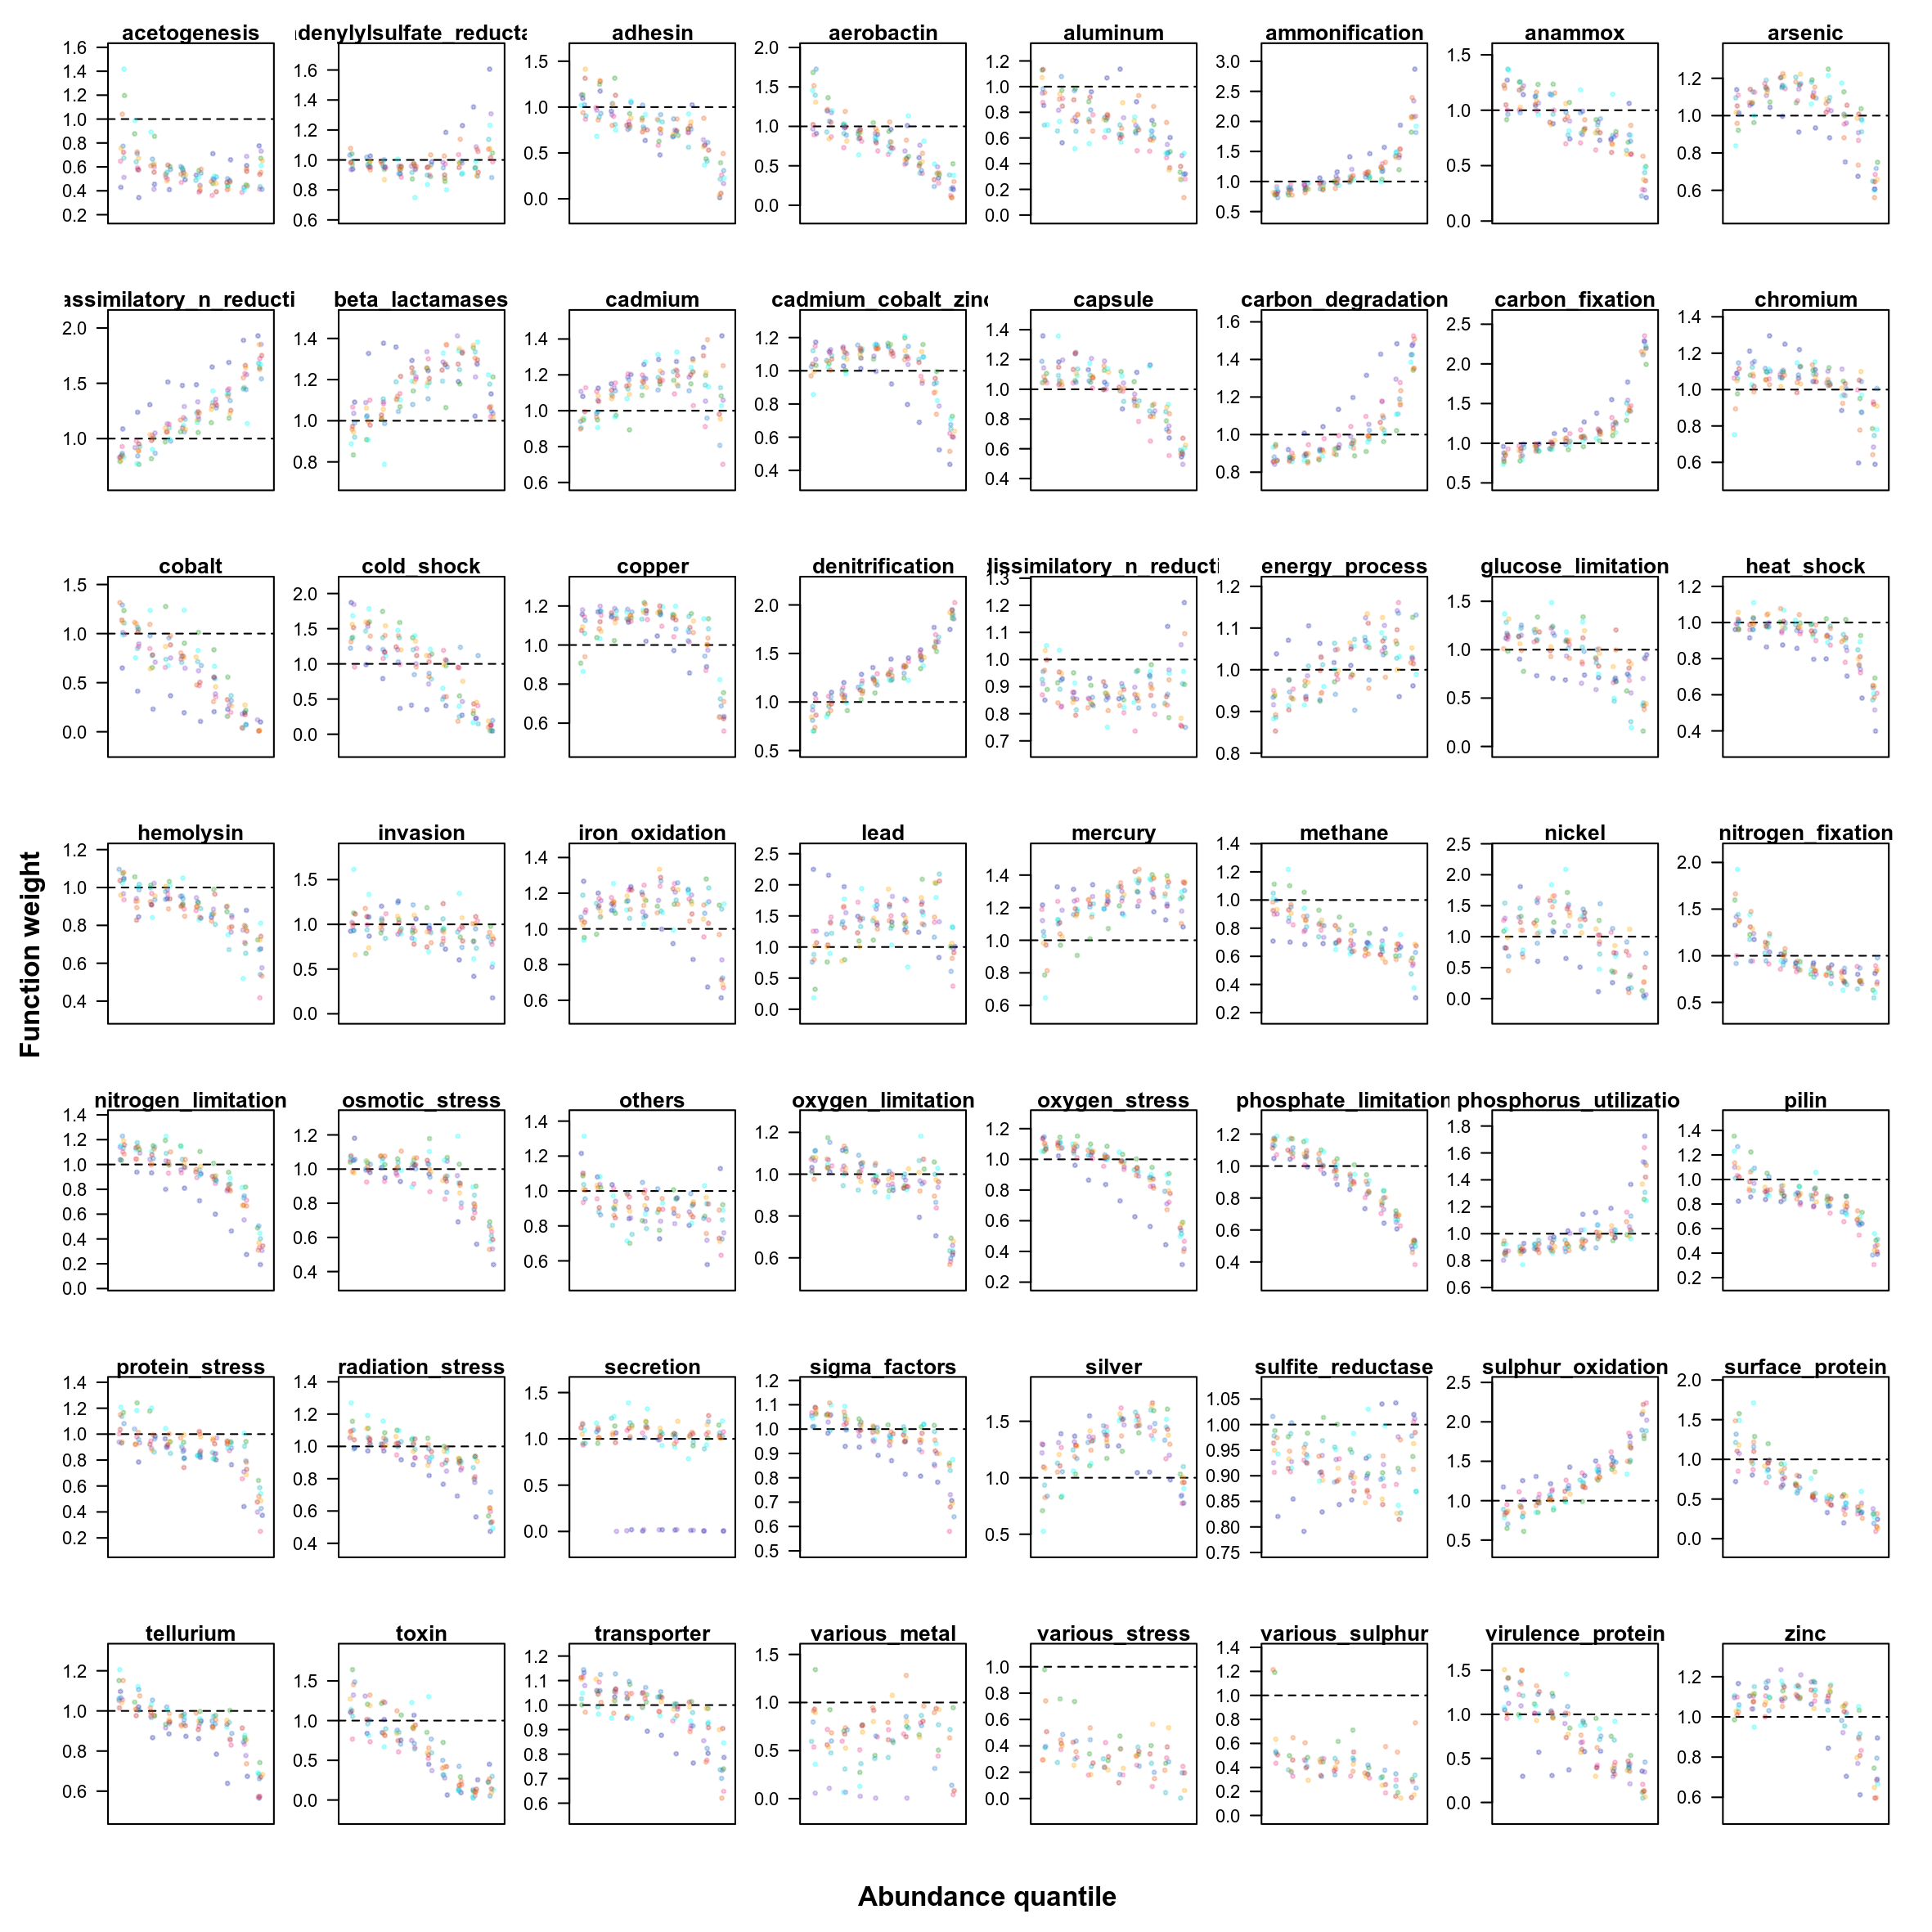 acetogenesis
1.6 1.4 1.2 1.0 0.8 0.6 0.4 0.2
denylylsulfate_reducta
1.6 1.4 1.2 1.0 0.8 0.6
adhesin
1.5 1.0 0.5 0.0
aerobactin
2.0 1.5 1.0 0.5 0.0
aluminum
1.2 1.0 0.8 0.6 0.4 0.2 0.0
ammonification
3.0 2.5 2.0 1.5 1.0 0.5
anammox
1.5 1.0 0.5 0.0
arsenic
1.2 1.0 0.8 0.6
assimilatory_n_reducti
2.0 1.5 1.0
beta_lactamases
1.4 1.2 1.0 0.8
cadmium
1.4 1.2 1.0 0.8 0.6
cadmium_cobalt_zinc
1.2 1.0 0.8 0.6 0.4
capsule
1.4 1.2 1.0 0.8 0.6 0.4
carbon_degradation
1.6 1.4 1.2 1.0 0.8
carbon_fixation
2.5 2.0 1.5 1.0 0.5
chromium
1.4 1.2 1.0 0.8 0.6
cobalt
1.5 1.0 0.5 0.0
cold_shock
2.0 1.5 1.0 0.5 0.0
copper
1.2 1.0 0.8 0.6
denitrification
2.0 1.5 1.0 0.5
lissimilatory_n_reducti
1.3 1.2 1.1 1.0 0.9 0.8 0.7
energy_process
1.2 1.1 1.0 0.9 0.8
glucose_limitation
1.5 1.0 0.5 0.0
heat_shock
1.2 1.0 0.8 0.6 0.4
hemolysin
1.2 1.0 0.8 0.6 0.4
invasion
1.5 1.0 0.5 0.0
iron_oxidation
1.4 1.2 1.0 0.8 0.6
lead
2.5 2.0 1.5 1.0 0.5 0.0
mercury
1.4 1.2 1.0 0.8 0.6
methane
1.4 1.2 1.0 0.8 0.6 0.4 0.2
nickel
2.5 2.0 1.5 1.0 0.5 0.0
nitrogen_fixation
2.0 1.5 1.0 0.5
Function weight
nitrogen_limitation
1.4 1.2 1.0 0.8 0.6 0.4 0.2 0.0
osmotic_stress
1.2 1.0 0.8 0.6 0.4
others
1.4 1.2 1.0 0.8 0.6
oxygen_limitation
1.2 1.0 0.8 0.6
oxygen_stress
1.2 1.0 0.8 0.6 0.4 0.2
phosphate_limitation
1.2 1.0 0.8 0.6 0.4
phosphorus_utilizatio
1.8 1.6 1.4 1.2 1.0 0.8 0.6
pilin
1.4 1.2 1.0 0.8 0.6 0.4 0.2
protein_stress
1.4 1.2 1.0 0.8 0.6 0.4 0.2
radiation_stress
1.4 1.2 1.0 0.8 0.6 0.4
secretion
1.5 1.0 0.5 0.0
sigma_factors
1.2 1.1 1.0 0.9 0.8 0.7 0.6 0.5
silver
1.5 1.0 0.5
sulfite_reductase
1.05 1.00 0.95 0.90 0.85 0.80 0.75
sulphur_oxidation
2.5 2.0 1.5 1.0 0.5
surface_protein
2.0 1.5 1.0 0.5 0.0
tellurium
1.2 1.0 0.8 0.6
toxin
1.5 1.0 0.5 0.0
transporter
1.2 1.1 1.0 0.9 0.8 0.7 0.6
various_metal
1.5 1.0 0.5 0.0
various_stress
1.0 0.8 0.6 0.4 0.2 0.0
various_sulphur
1.4 1.2 1.0 0.8 0.6 0.4 0.2 0.0
virulence_protein
1.5 1.0 0.5 0.0
zinc
1.2 1.0 0.8 0.6
Abundance quantile